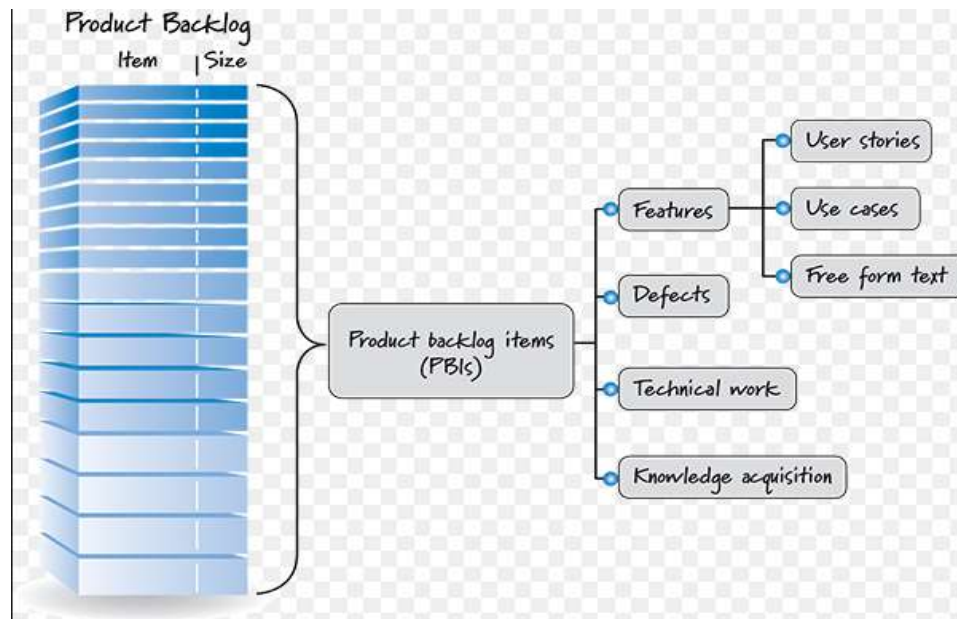 Product Backlog
Item | Size
User stories
Features
Use cases
Free form text
Defects
Product backlog items
(PBIs)
Technical work
Knowledge acquisition